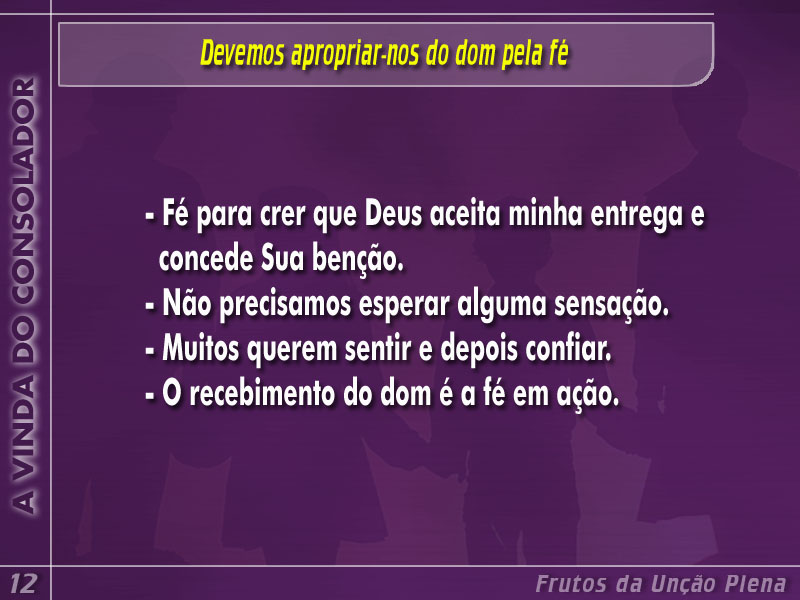 Devemos apropriar-nos do dom pela fé
A VINDA DO CONSOLADOR
- Fé para crer que Deus aceita minha entrega e
concede Sua benção.
- Não precisamos esperar alguma sensação.
- Muitos querem sentir e depois confiar.
- O recebimento do dom é a fé em ação.
12
Frutos da Unção Plena